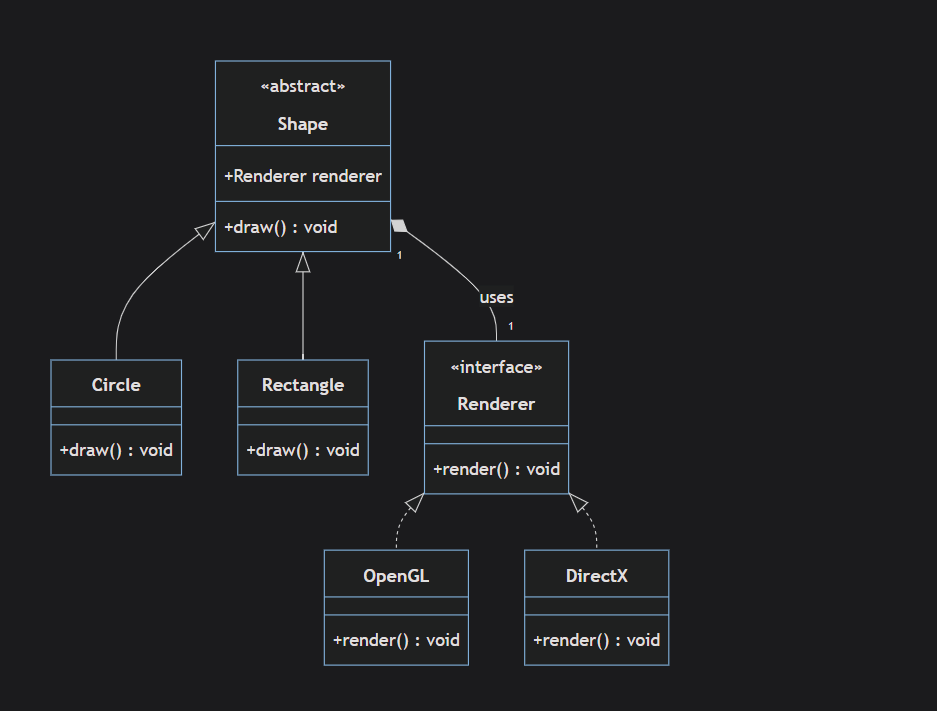 «abstract»
Shape
+Renderer renderer
+draw() : void
1
uses
1
«interface»
Renderer
+render() : void
Circle
+draw() : void
Rectangle
+draw() : void
OpenGL
+render() : void
DirectX
+render() : void